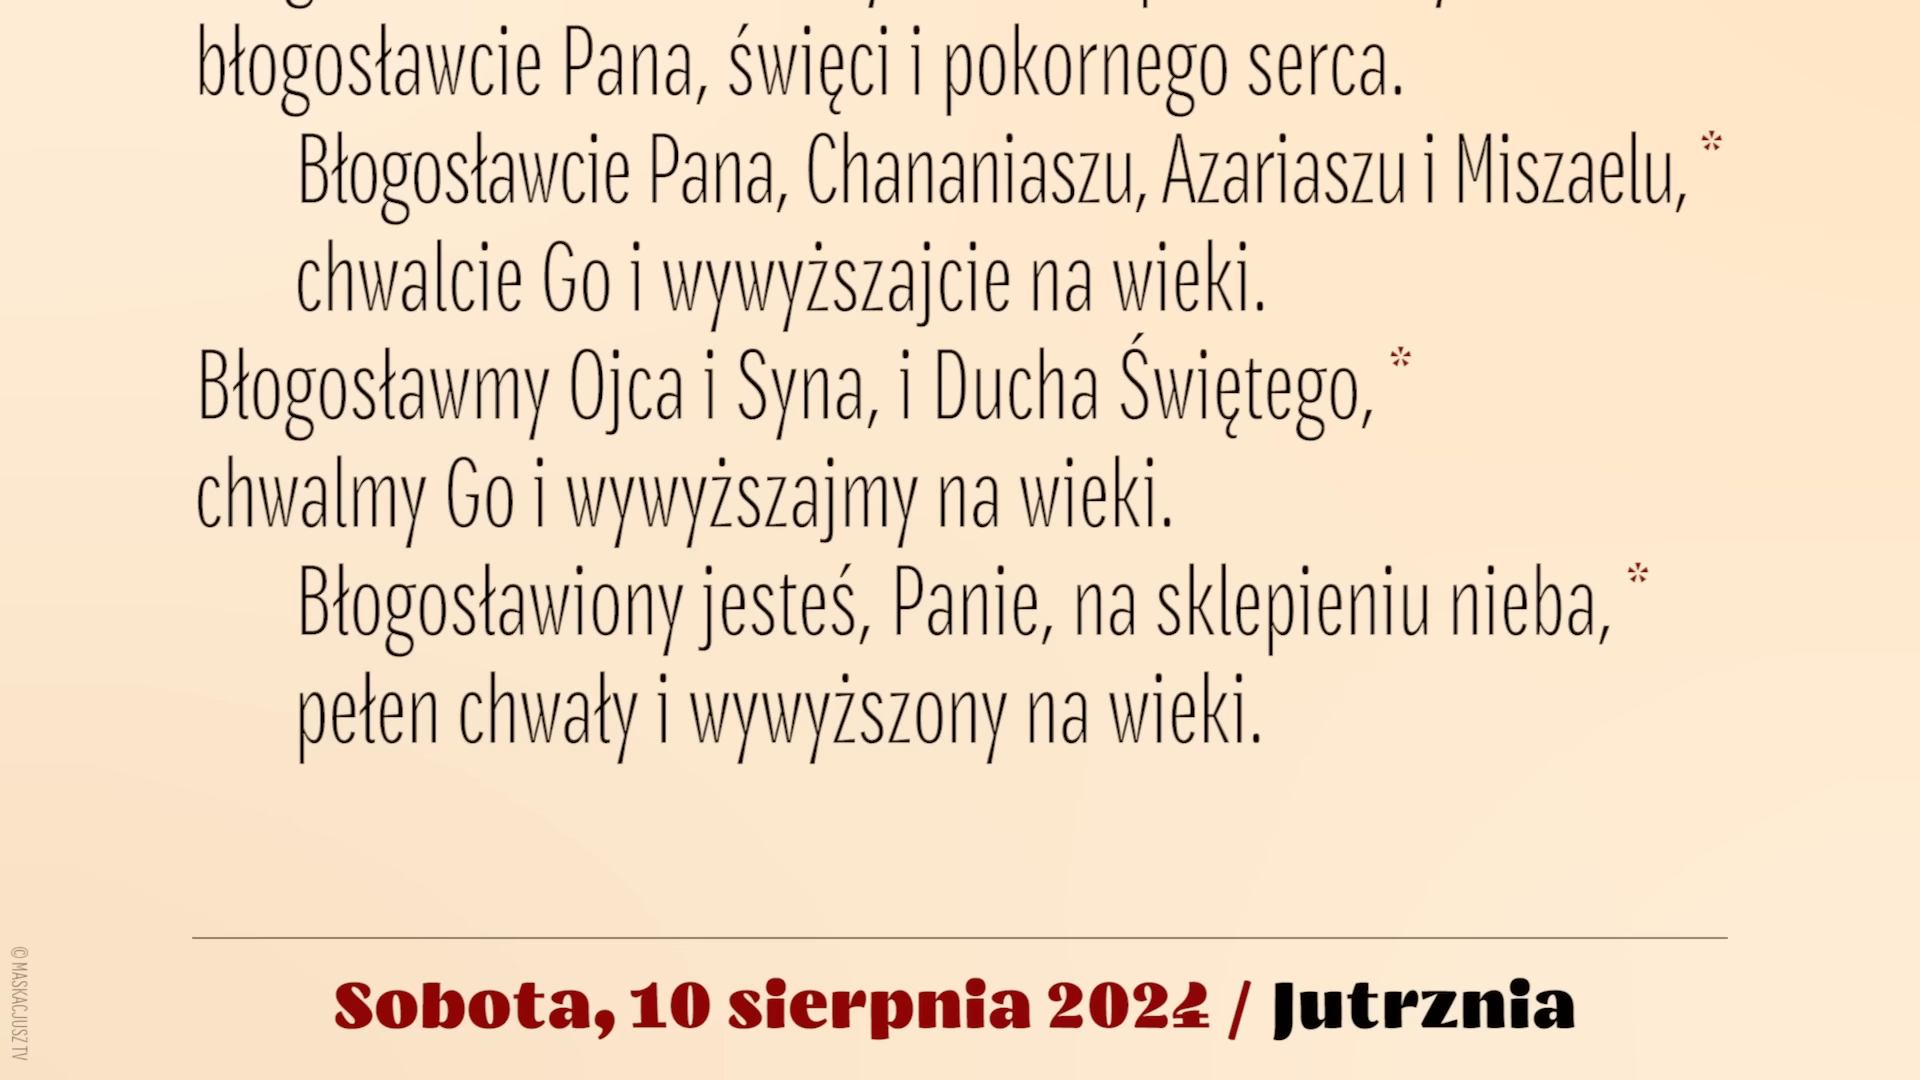 błogosławcie Pana, święci i pokornego serca.
Błogosławcie Pana, Chananiaszu, Azariaszu i Miszaelu, *
chwalcie Go i wywyższajcie na wieki.
Błogosławmy Ojca i Syna, i Ducha Świętego, *
chwalmy Go i wywyższajmy na wieki.
Błogosławiony jesteś, Panie, na sklepieniu nieba, *
pełen chwały i wywyższony na wieki.
Sobota, 10 sierpnia 2024 / Jutrznia
© MASKACJUSZ TV